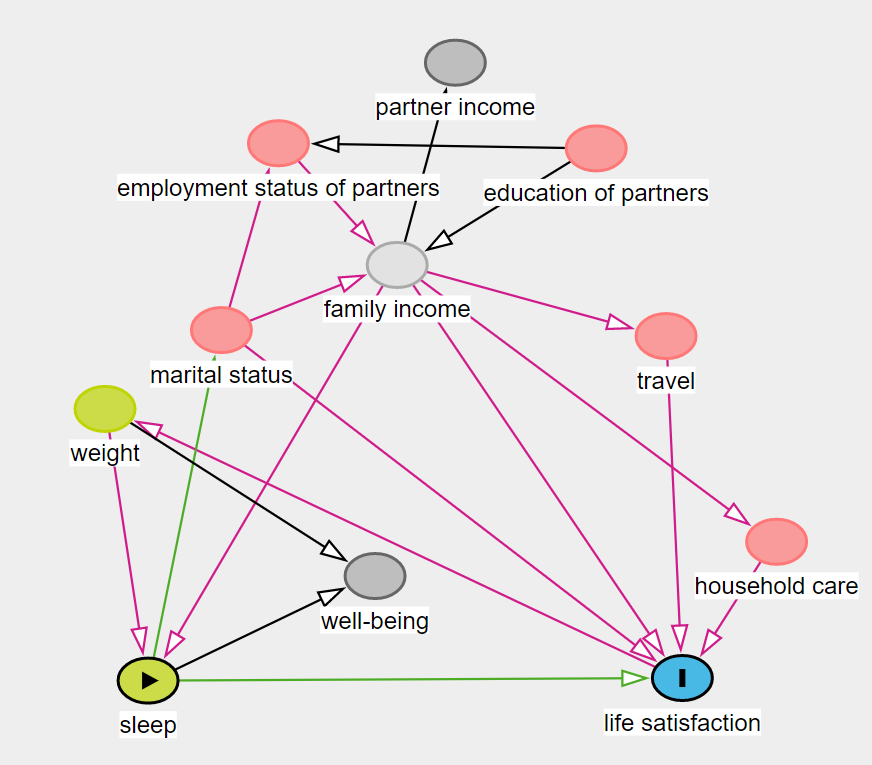 partner income
employment status of partners
education of partners
family income
marital status
travel
weight
household care
well-being
sleep
life satisfaction